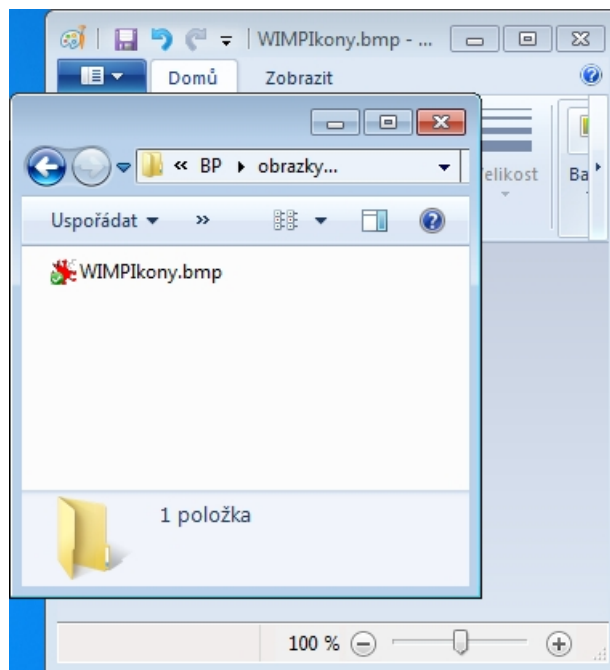 WIMPIkony.bmp - ...
Domů Zobrazit
« BP obrazky...
elikost Ba
Uspořádat »
WIMPIkony.bmp
1 položka
100 %